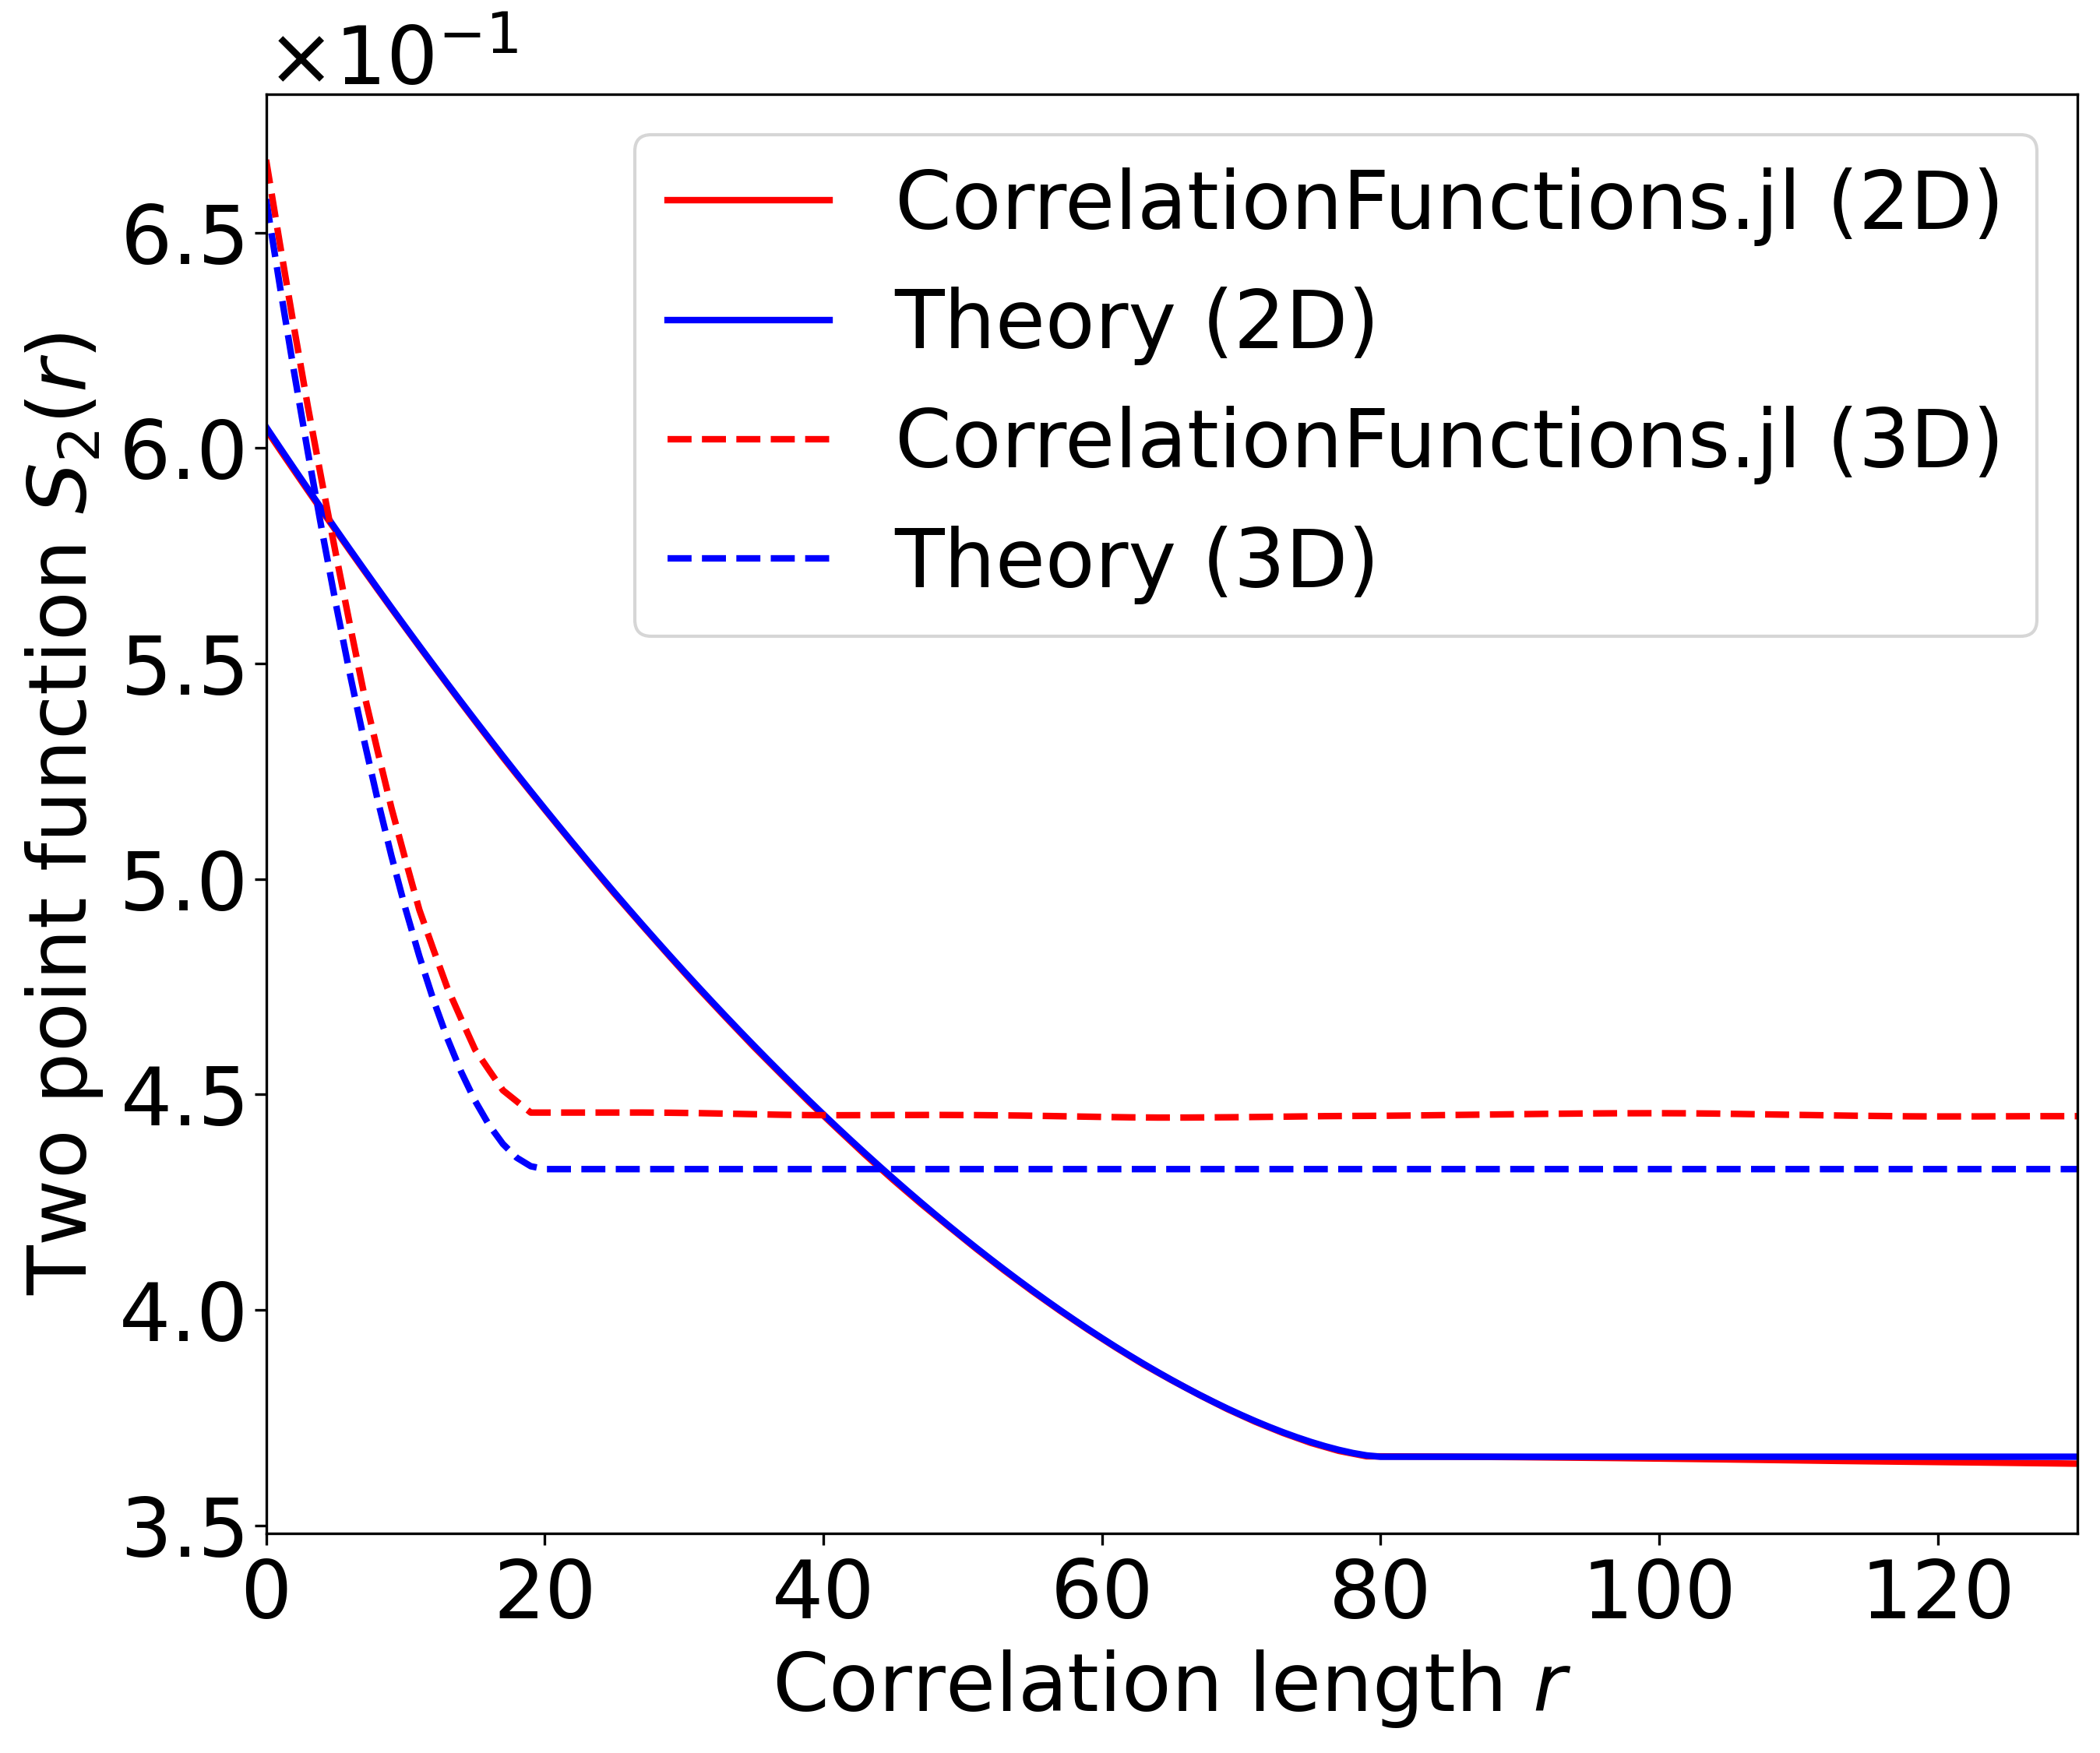 ×10⁻¹
CorrelationFunctions.jl (2D)
Theory (2D)
CorrelationFunctions.jl (3D)
Theory (3D)
Two point function S₂(r)
6.5
6.0
5.5
5.0
4.5
4.0
3.5
0 20 40 60 80 100 120
Correlation length r